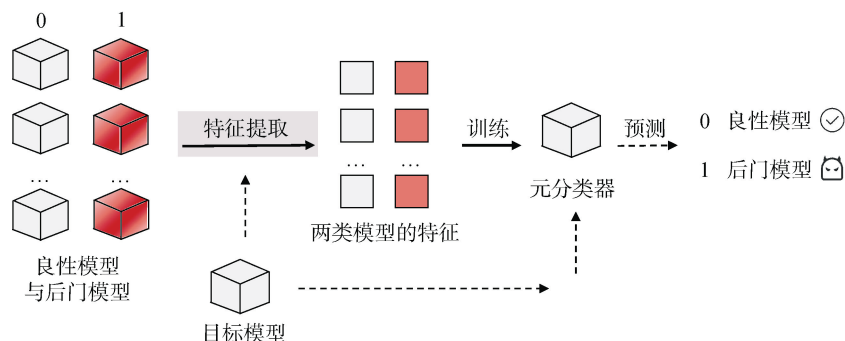 0 1
特征提取
训练
预测
0 良性模型
1 后门模型
...
...
...
...
元分类器
两类模型的特征
良性模型
与后门模型
目标模型